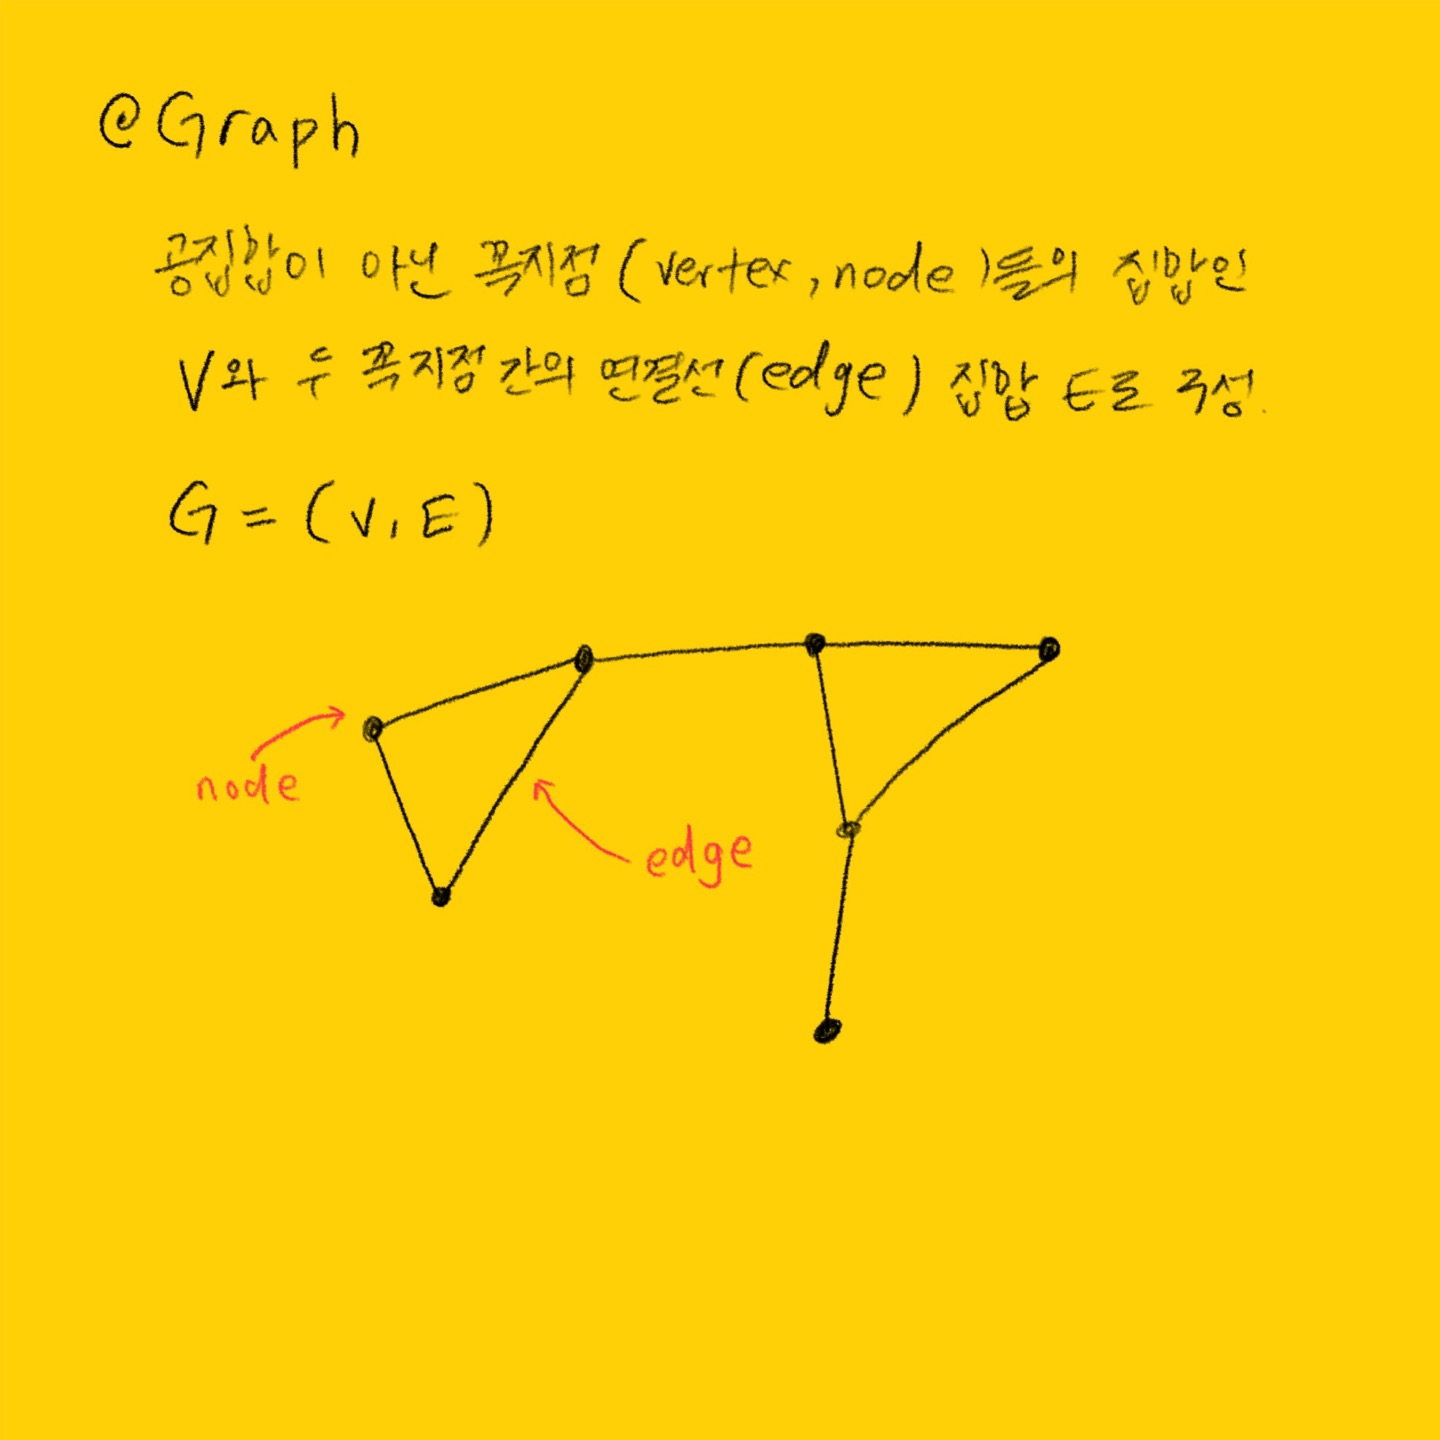 @Graph
공집합이 아닌 꼭지점(vertex, node)들의 집합인
V와 두 꼭지점 간의 연결선(edge) 집합 E로 구성.
G = (V, E)
node
edge